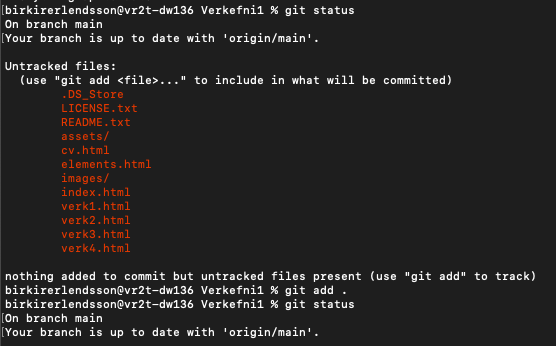 birkirerlendsson@vr2t-dw136 Verkefni1 % git status
On branch main
Your branch is up to date with 'origin/main'.
Untracked files:
(use "git add <file>..." to include in what will be committed)
.DS_Store
LICENSE.txt
README.txt
assets/
cv.html
elements.html
images/
index.html
verk1.html
verk2.html
verk3.html
verk4.html
nothing added to commit but untracked files present (use "git add" to track)
birkirerlendsson@vr2t-dw136 Verkefni1 % git add .
birkirerlendsson@vr2t-dw136 Verkefni1 % git status
On branch main
Your branch is up to date with 'origin/main'.